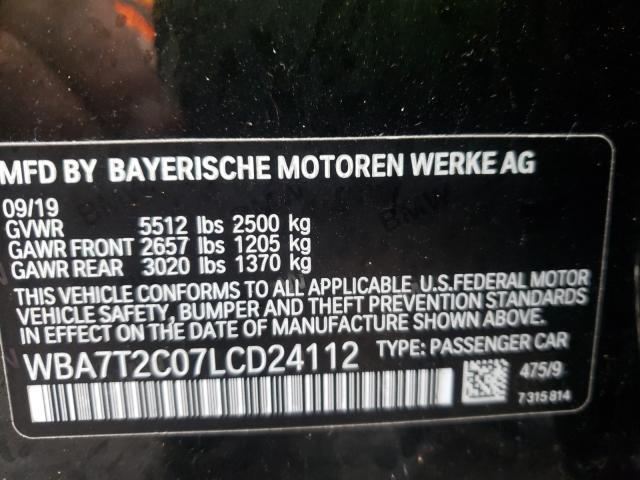 MFD BY BAYERISCHE MOTOREN WERKE AG
09/19
GVWR 5512 lbs 2500 kg
GAWR FRONT 2657 lbs 1205 kg
GAWR REAR 3020 lbs 1370 kg
THIS VEHICLE CONFORMS TO ALL APPLICABLE U.S.FEDERAL MOTOR
VEHICLE SAFETY, BUMPER AND THEFT PREVENTION STANDARDS
IN EFFECT ON THE DATE OF MANUFACTURE SHOWN ABOVE.
WBA7T2C07LCD24112 TYPE: PASSENGER CAR
475/9
7 315 814